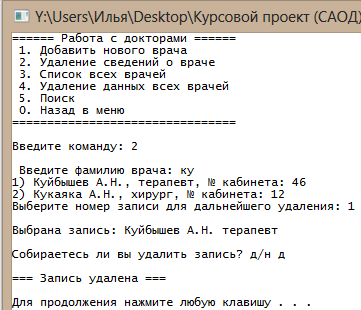 Y:\Users\Илья\Desktop\Курсовой проект (САОД)
====== Работа с докторами ======
1. Добавить нового врача
2. Удаление сведений о враче
3. Список всех врачей
4. Удаление данных всех врачей
5. Поиск
0. Назад в меню
================================
Введите команду: 2
Введите фамилию врача: ку
1) Куйбышев А.Н., терапевт, № кабинета: 46
2) Кукаяка А.Н., хирург, № кабинета: 12
Выберите номер записи для дальнейшего удаления: 1
Выбрана запись: Куйбышев А.Н. терапевт
Собираетесь ли вы удалить запись? д/н д
=== Запись удалена ===
Для продолжения нажмите любую клавишу . . .